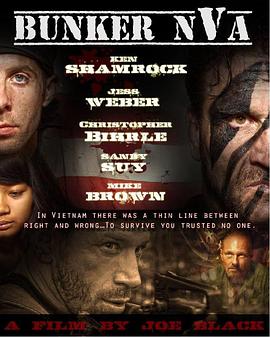 BUNKER NVA
KEN
SHAMROCK
JESS
WEBER
CHRISTOPHER
BIHRLE
SANDY
SUY
MIKE
BROWN
IN VIETNAM THERE WAS A THIN LINE BETWEEN
RIGHT AND WRONG...TO SURVIVE YOU TRUSTED NO ONE.
A FILM BY JOE BLACK